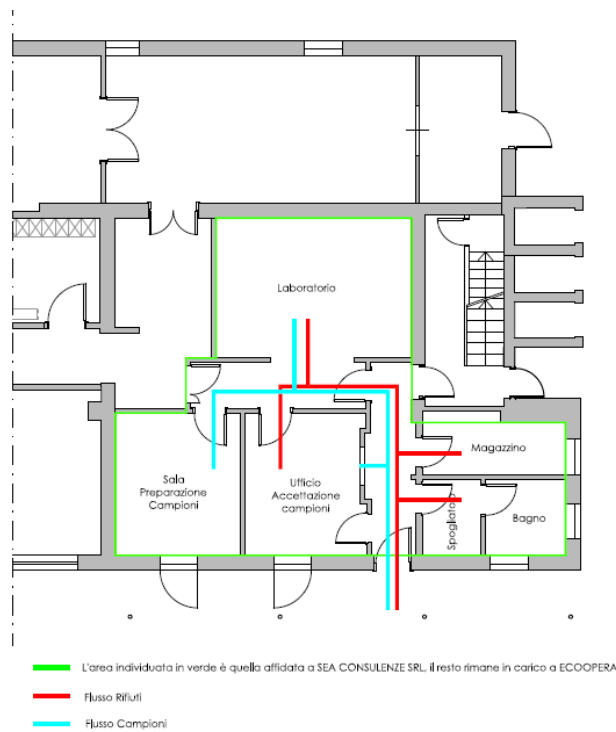 Laboratorio
Magazzino
Sala
Preparazione
Campioni
Ufficio
Accettazione
campioni
Spogliatoio
Bagno
L'area individuata in verde è quella affidata a SEA CONSULENZE SRL, il resto rimane in carico a ECOOPERA
Flusso Rifiuti
Flusso Campioni